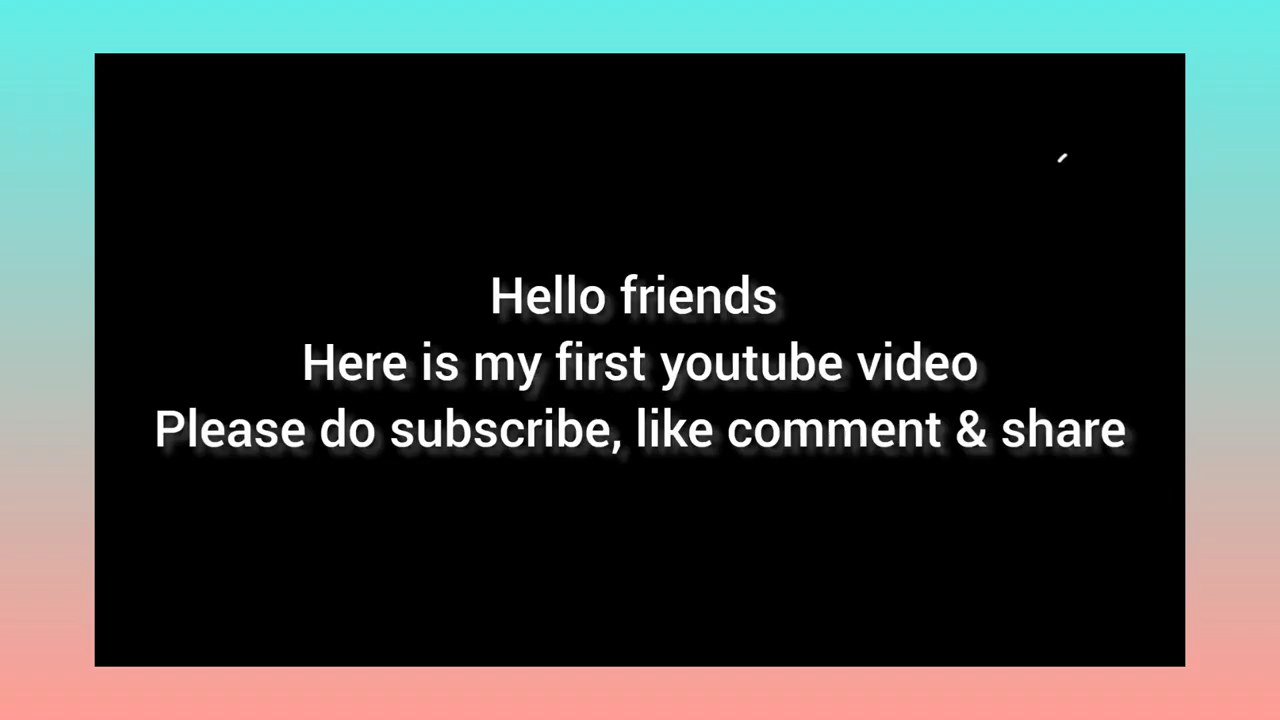 Hello friends
Here is my first youtube video
Please do subscribe, like comment & share